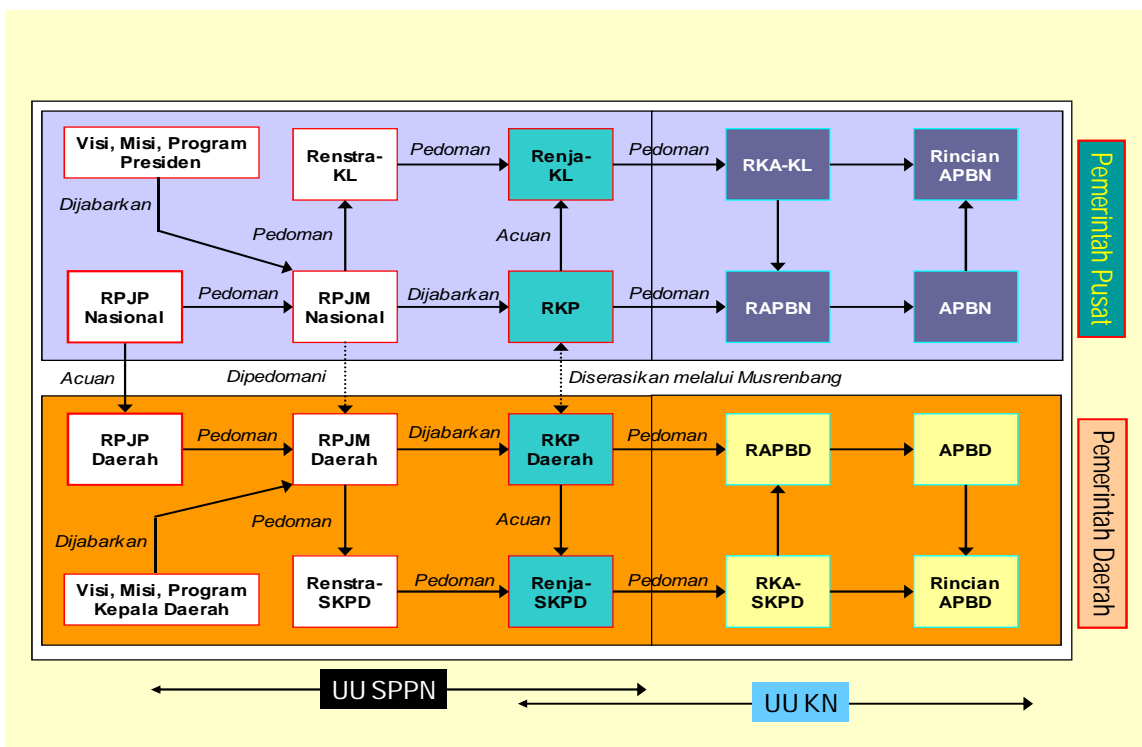 Visi, Misi, Program
Presiden
Dijabarkan
Renstra-
KL
Pedoman
Renja-
KL
Pedoman
RKA-KL
Rincian
APBN
Pedoman
Acuan
RPJP
Nasional
Pedoman
RPJM
Nasional
Dijabarkan
RKP
Pedoman
RAPBN
APBN
Pemerintah Pusat
Acuan
Dipedomani
Diserasikan melalui Musrenbang
RPJP
Daerah
Pedoman
RPJM
Daerah
Dijabarkan
RKP
Daerah
Pedoman
RAPBD
APBD
Pedoman
Acuan
Dijabarkan
Visi, Misi, Program
Kepala Daerah
Renstra-
SKPD
Pedoman
Renja-
SKPD
Pedoman
RKA-
SKPD
Rincian
APBD
Pemerintah Daerah
UU SPPN
UU KN